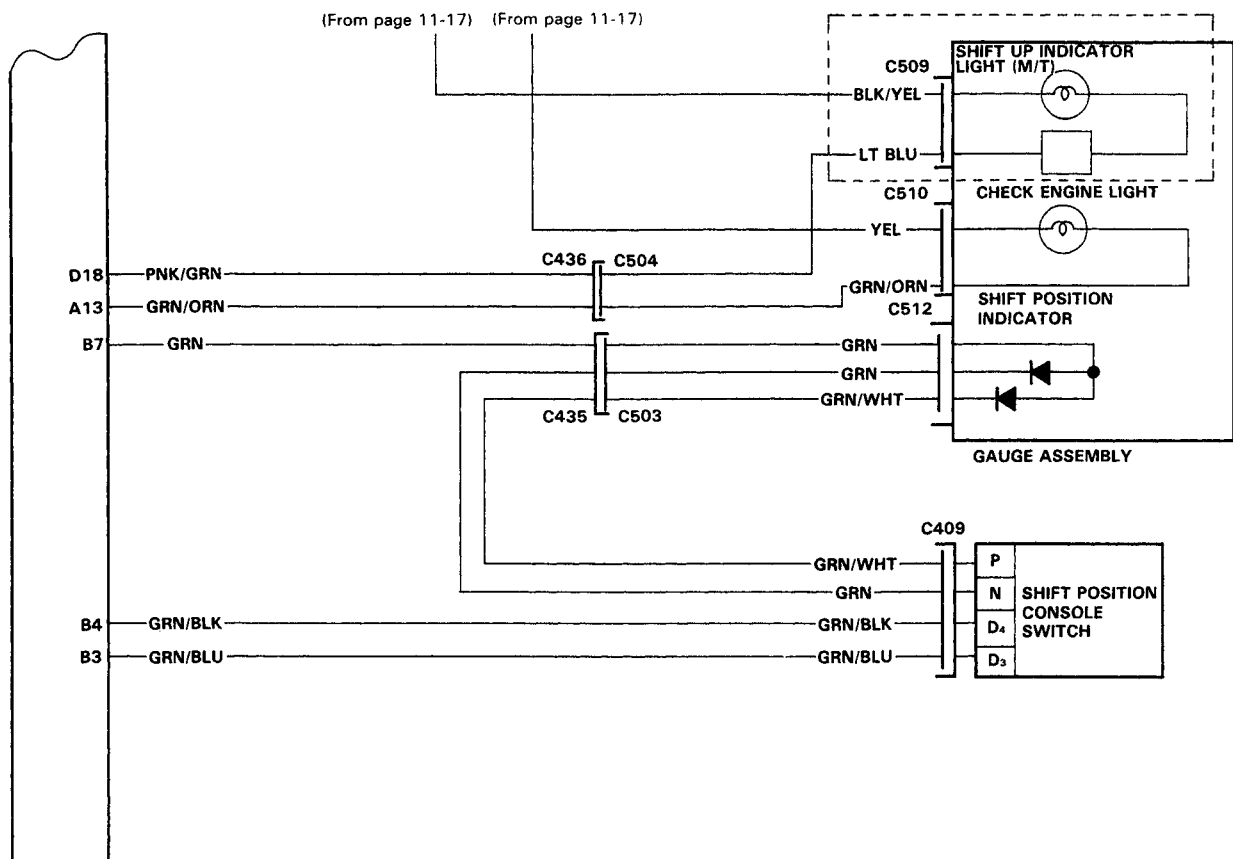 (From page 11-17) (From page 11-17)
SHIFT UP INDICATOR
LIGHT (M/T)
C509
BLK/YEL
LT BLU
CHECK ENGINE LIGHT
C510
YEL
C436 C504
D18 PNK/GRN
GRN/ORN
A13 GRN/ORN
SHIFT POSITION
INDICATOR
C512
B7 GRN GRN
GRN
GRN/WHT
C435 C503
GAUGE ASSEMBLY
C409
GRN/WHT P
GRN N
SHIFT POSITION
CONSOLE
SWITCH
B4 GRN/BLK GRN/BLK D4
B3 GRN/BLU GRN/BLU D3